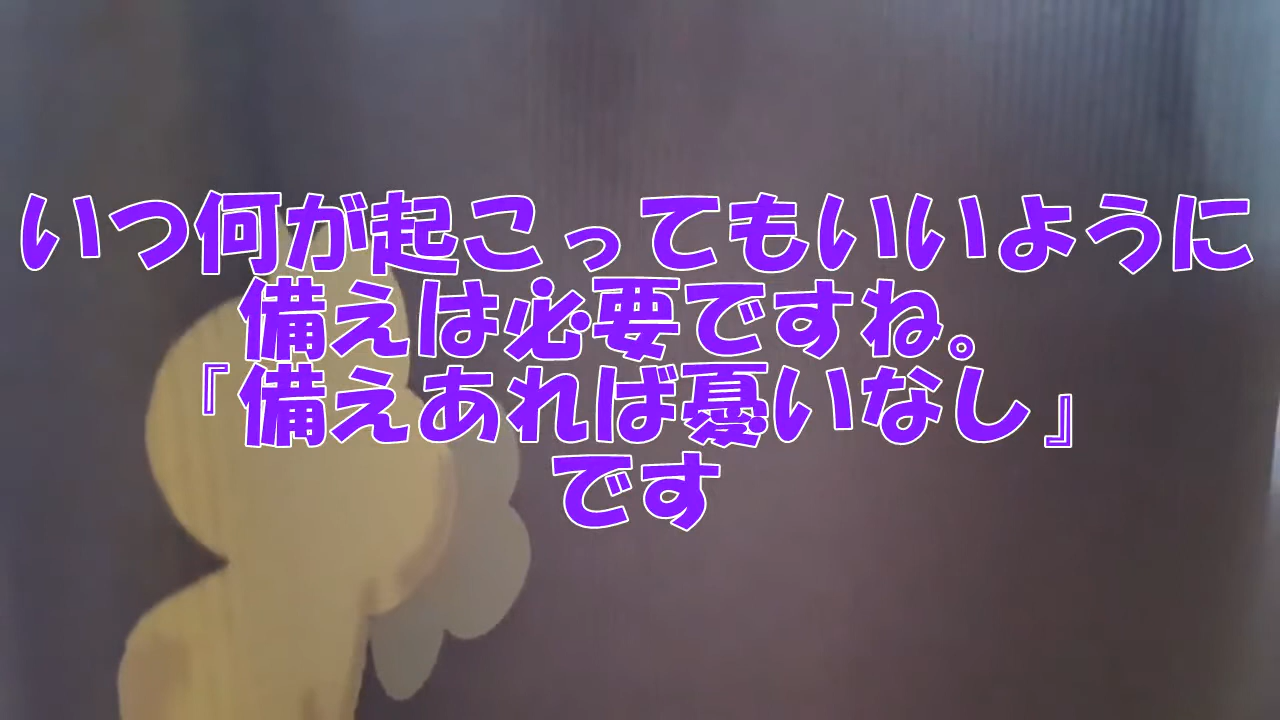 いつ何が起こってもいいように
備えは必要ですね。
『備えあれば憂いなし』
です